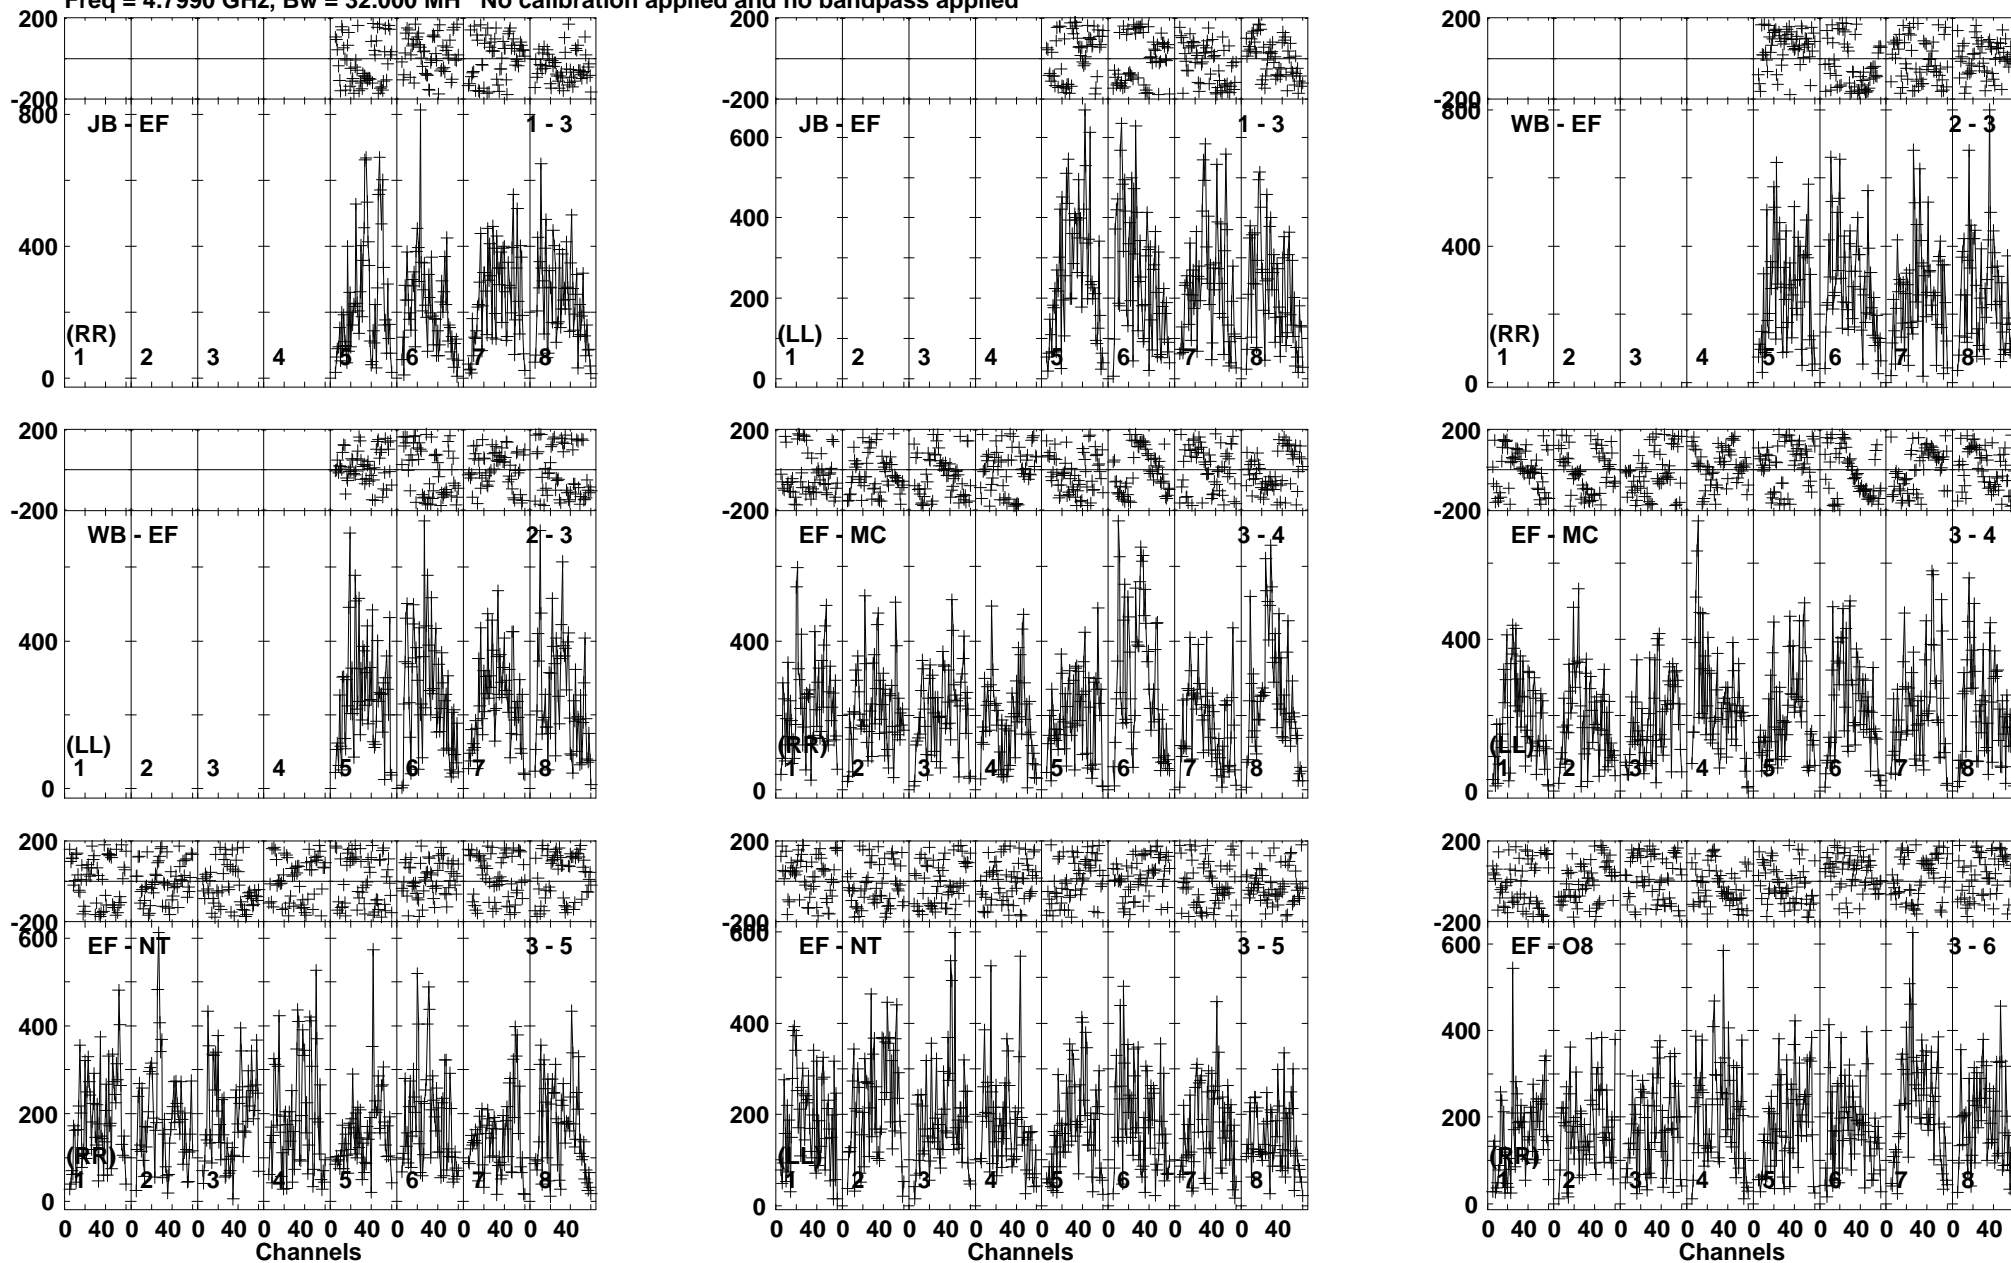 Freq = 4.7990 GHz, Bw = 32.000 MH No calibration applied and no bandpass applied
200 200 200
-200 -200 -200
800 800
JB - EF 1 - 3 JB - EF 1 - 3 WB - EF 2 - 3
600
400 400 400
200
(RR) (LL) (RR)
1 2 3 4 5 6 7 8 1 2 3 4 5 6 7 8 1 2 3 4 5 6 7 8
0 0 0
200 200 200
-200 -200 -200
WB - EF 2 - 3 EF - MC 3 - 4 EF - MC 3 - 4
400 400 400
(LL) (RR) (LL)
1 2 3 4 5 6 7 8 1 2 3 4 5 6 7 8 1 2 3 4 5 6 7 8
0 0 0
200 200 200
-200 -200 -200
600 600 600
EF - NT 3 - 5 EF - NT 3 - 5 EF - O8 3 - 6
400 400 400
200 200 200
(RR) (LL) (RR)
1 2 3 4 5 6 7 8 1 2 3 4 5 6 7 8 1 2 3 4 5 6 7 8
0 0 0
0 40 0 40 0 40 0 40 0 40 0 40 0 40 0 40 0 40 0 40 0 40 0 40 0 40 0 40 0 40 0 40 0 40 0 40 0 40 0 40 0 40 0 40 0 40 0 40
Channels Channels Channels